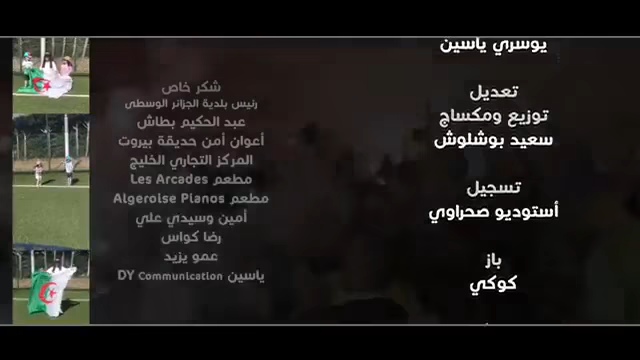 يوسري ياسين
تعديل
توزيع ومكساج
سعيد بوشلوش
تسجيل
أستوديو صحراوي
باز
كوكي
شكر خاص
رئيس بلدية الجزائر الوسطى
عبد الحكيم بطاش
أعوان أمن حديقة بيروت
المركز التجاري الخليج
مطعم Les Arcades
مطعم Algeroise Planos
أمين وسيدي علي
رضا كواس
عمو يزيد
ياسين DY Communication